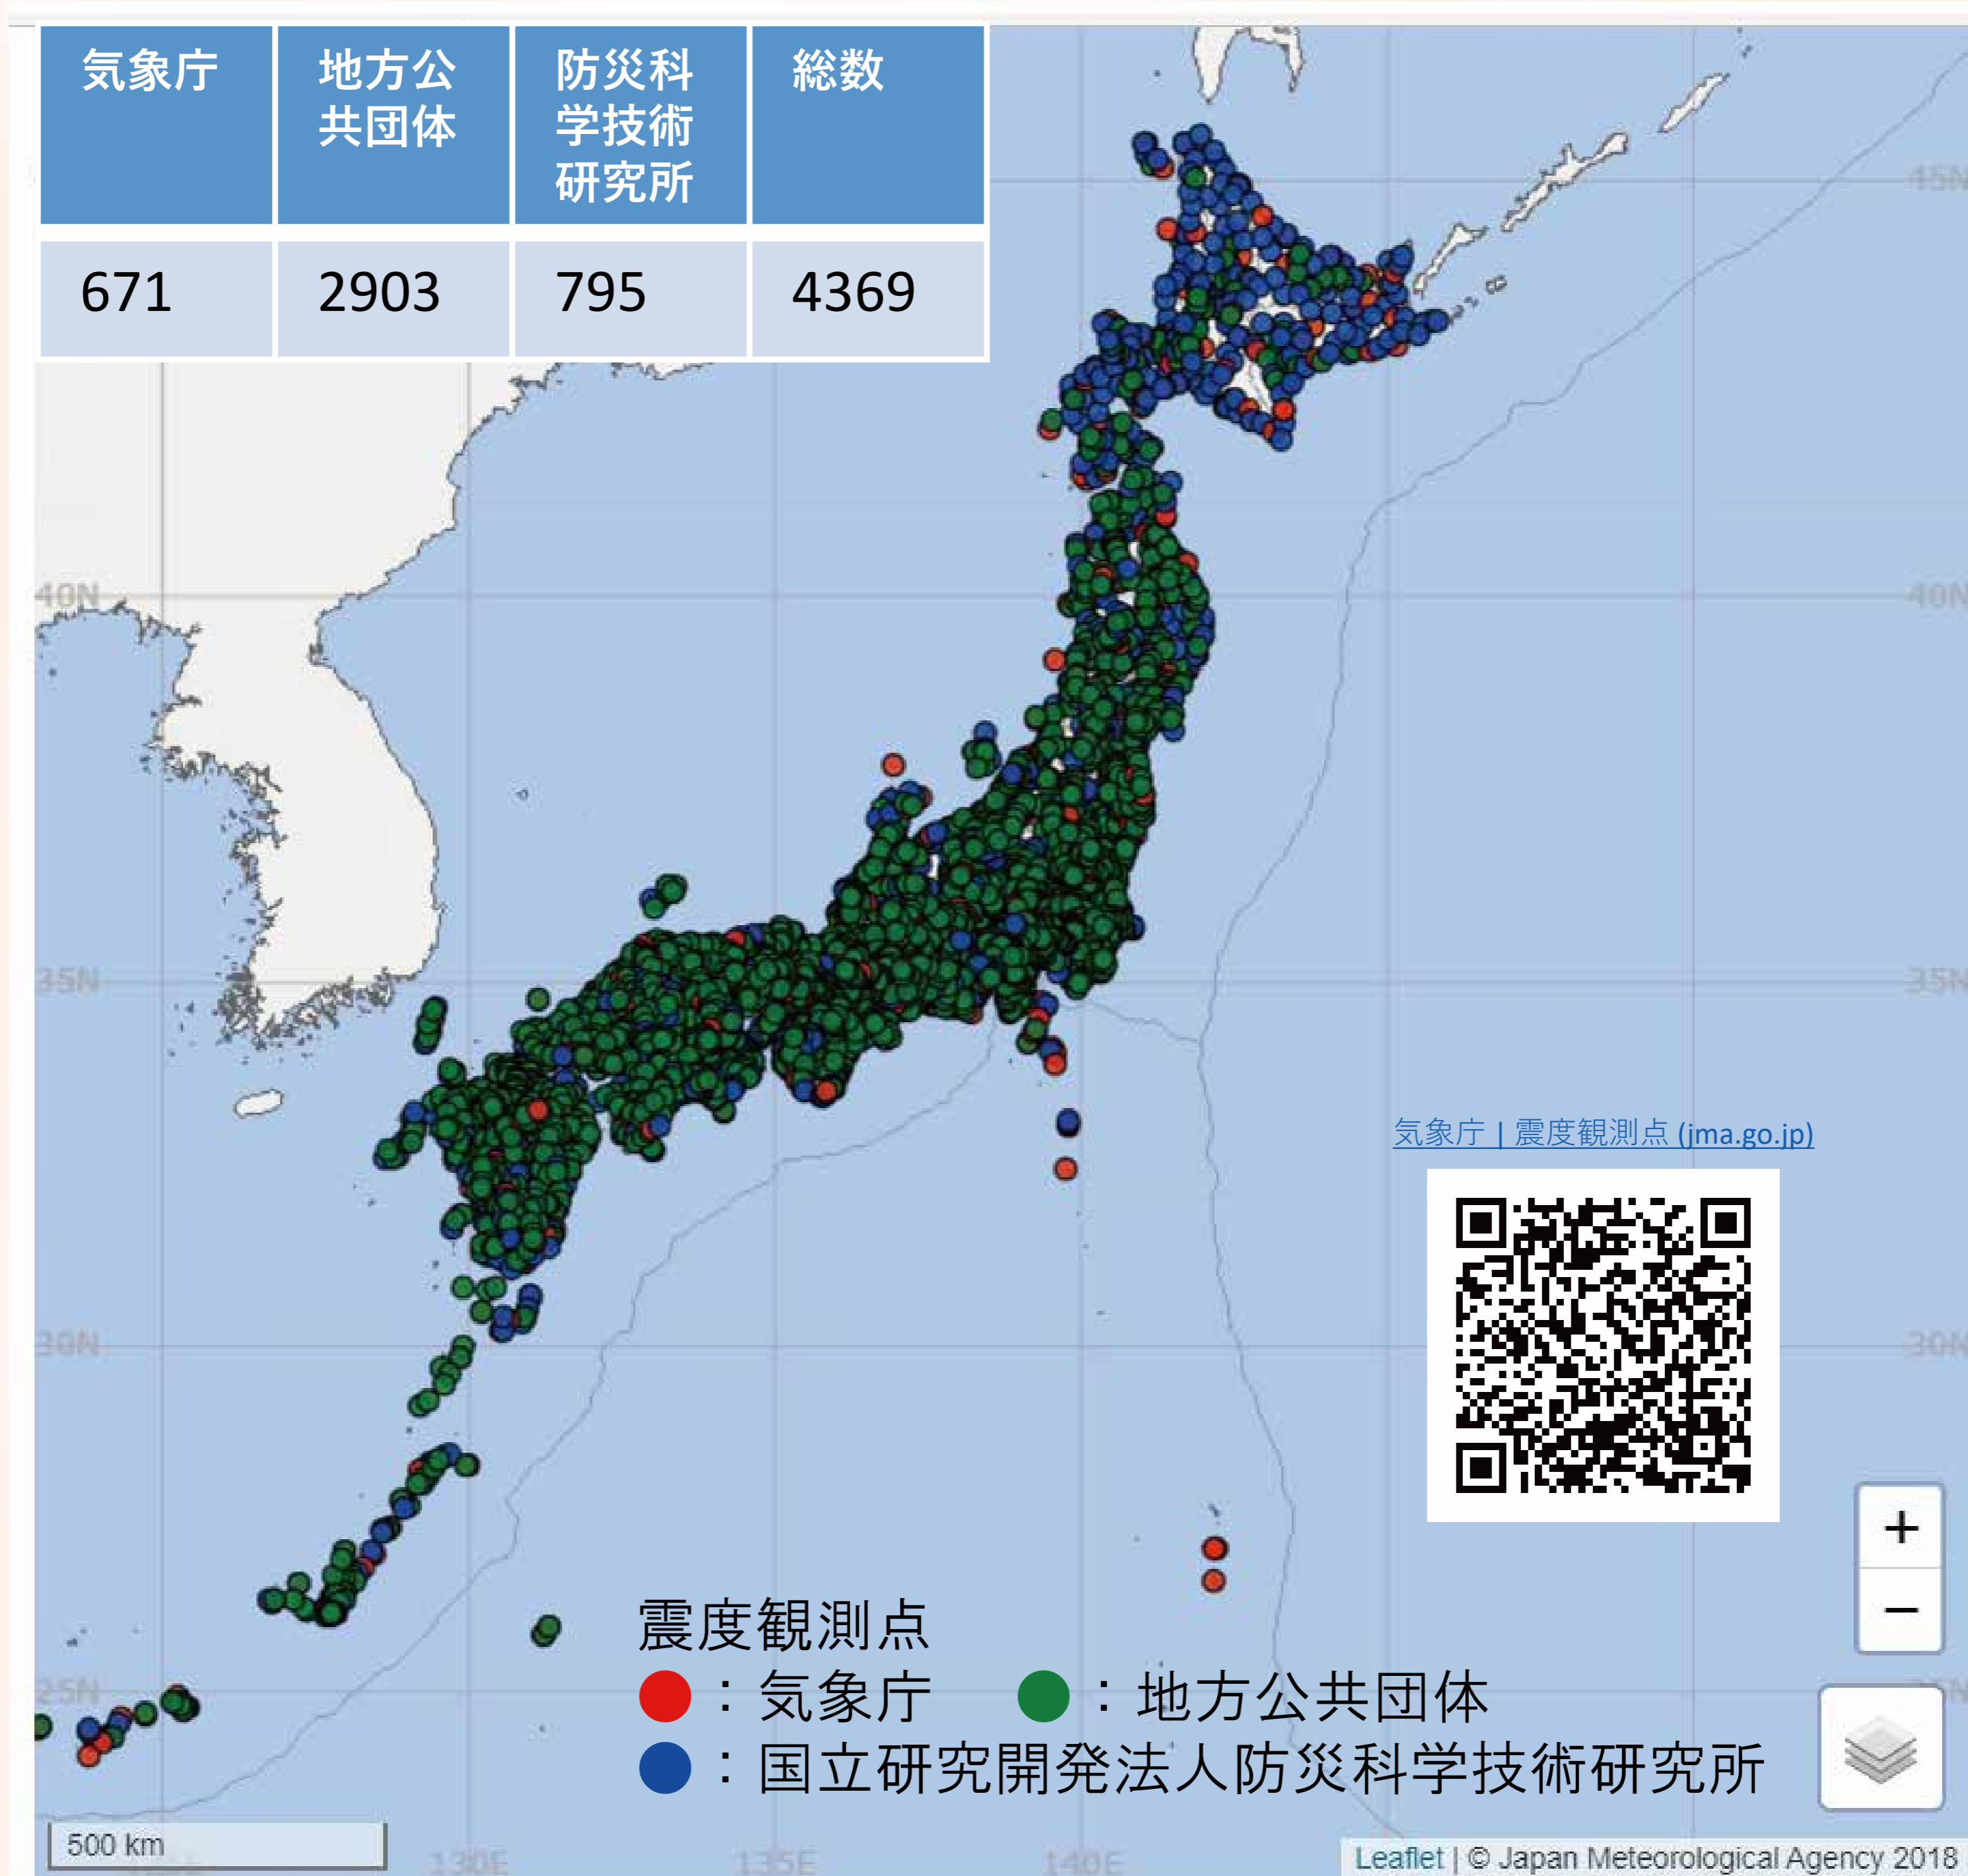 気象庁
地方公
共団体
防災科
学技術
研究所
総数
671
2903
795
4369
45N
40N
40N
35N
35N
気象庁 | 震度観測点 (jma.go.jp)
30N
30N
+
−
震度観測点
25N
：気象庁
：地方公共団体
：国立研究開発法人防災科学技術研究所
500 km
130E
135E
140E
Leaflet | © Japan Meteorological Agency 2018